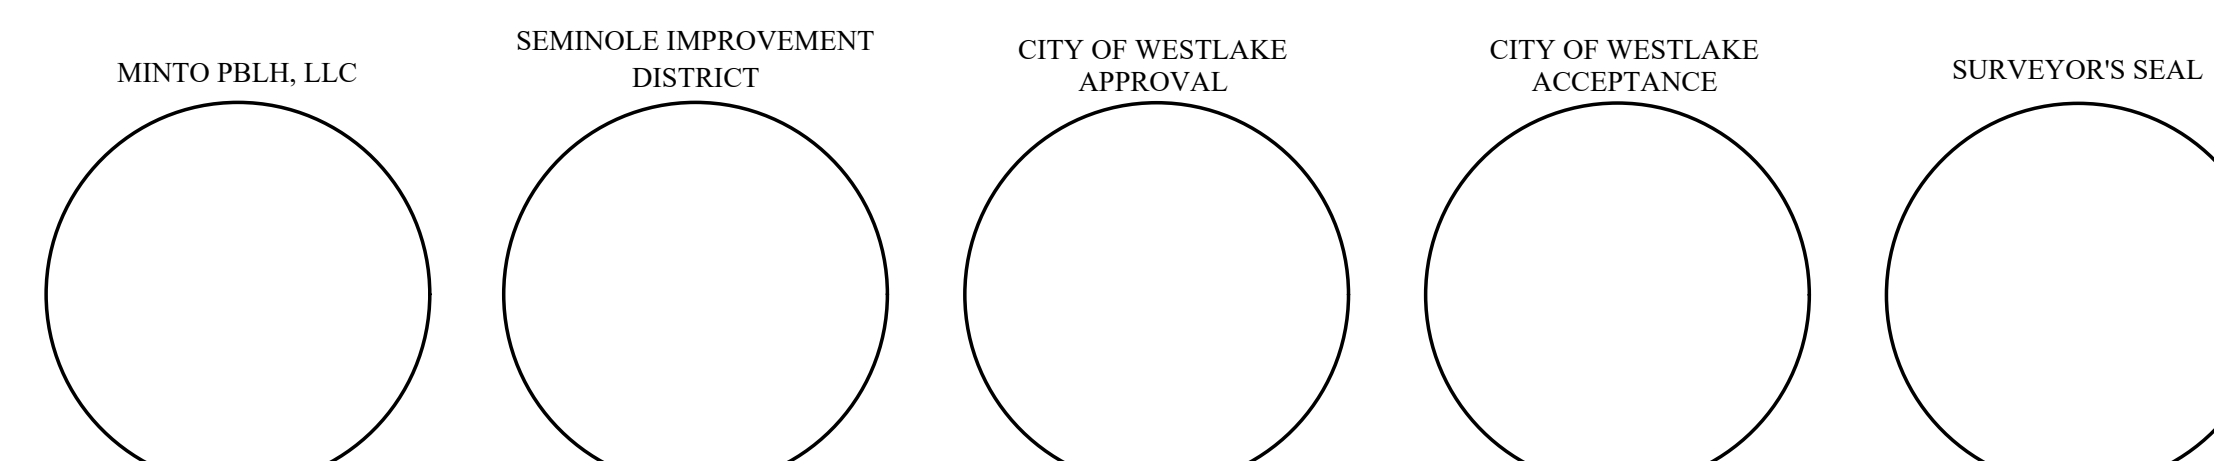 MINTO PBLH, LLC
SEMINOLE IMPROVEMENT
DISTRICT
CITY OF WESTLAKE
APPROVAL
CITY OF WESTLAKE
ACCEPTANCE
SURVEYOR'S SEAL